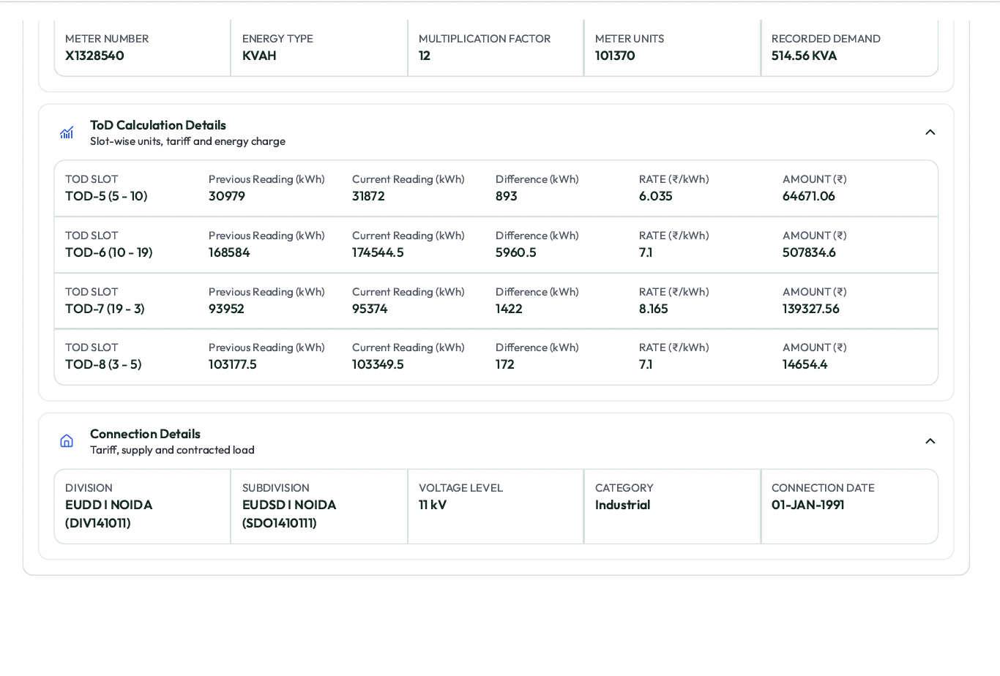 METER NUMBER ENERGY TYPE MULTIPLICATION FACTOR METER UNITS RECORDED DEMAND
X1328540 KVAH 12 101370 514.56 KVA
ToD Calculation Details
Slot-wise units, tariff and energy charge
TOD SLOT Previous Reading (kWh) Current Reading (kWh) Difference (kWh) RATE (₹/kWh) AMOUNT (₹)
TOD-5 (5 - 10) 30979 31872 893 6.035 64671.06
TOD SLOT Previous Reading (kWh) Current Reading (kWh) Difference (kWh) RATE (₹/kWh) AMOUNT (₹)
TOD-6 (10 - 19) 168584 174544.5 5960.5 7.1 507834.6
TOD SLOT Previous Reading (kWh) Current Reading (kWh) Difference (kWh) RATE (₹/kWh) AMOUNT (₹)
TOD-7 (19 - 3) 93952 95374 1422 8.165 139327.56
TOD SLOT Previous Reading (kWh) Current Reading (kWh) Difference (kWh) RATE (₹/kWh) AMOUNT (₹)
TOD-8 (3 - 5) 103177.5 103349.5 172 7.1 14654.4
Connection Details
Tariff, supply and contracted load
DIVISION SUBDIVISION VOLTAGE LEVEL CATEGORY CONNECTION DATE
EUDD I NOIDA EUDSD I NOIDA 11 kV Industrial 01-JAN-1991
(DIV141011) (SDO1410111)